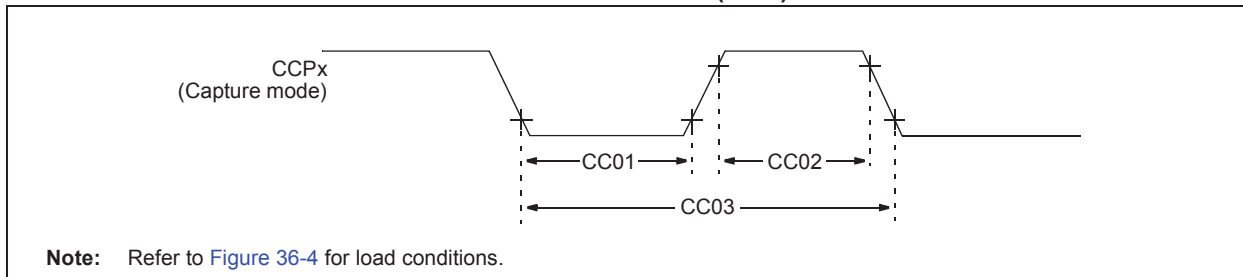 CCPx
(Capture mode)
CC01
CC02
CC03
Note: Refer to Figure 36-4 for load conditions.